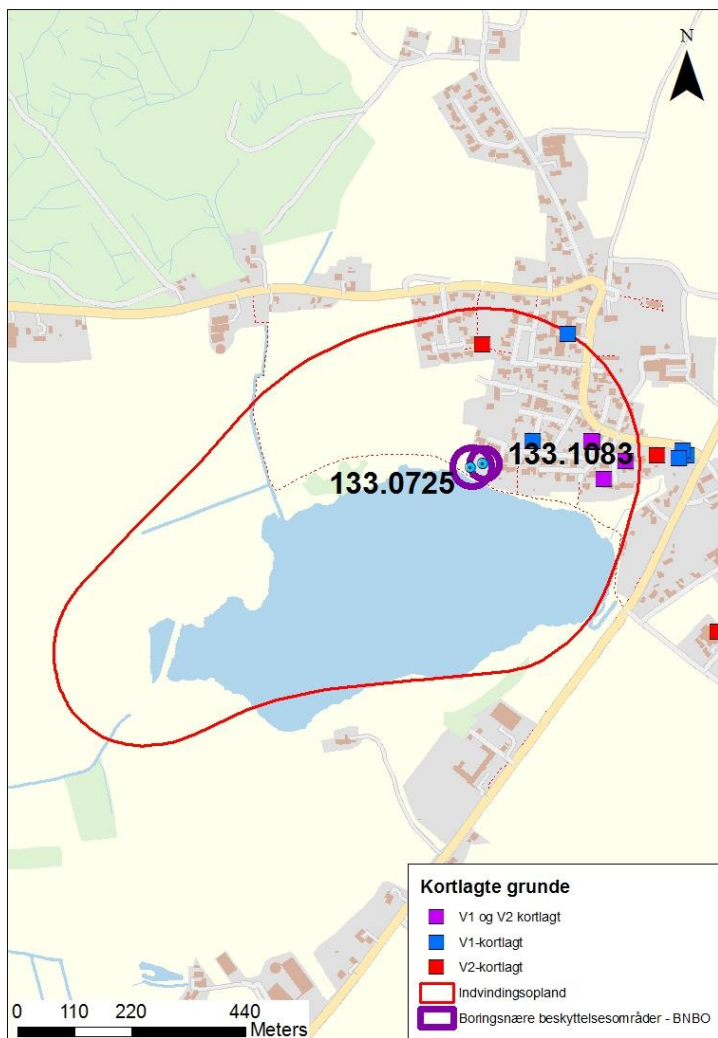 N
133.1083
133.0725
Kortlagte grunde
V1 og V2 kortlagt
V1-kortlagt
V2-kortlagt
Indvindingsopland
Boringsnære beskyttelsesområder - BNBO
0 110 220 440
Meters